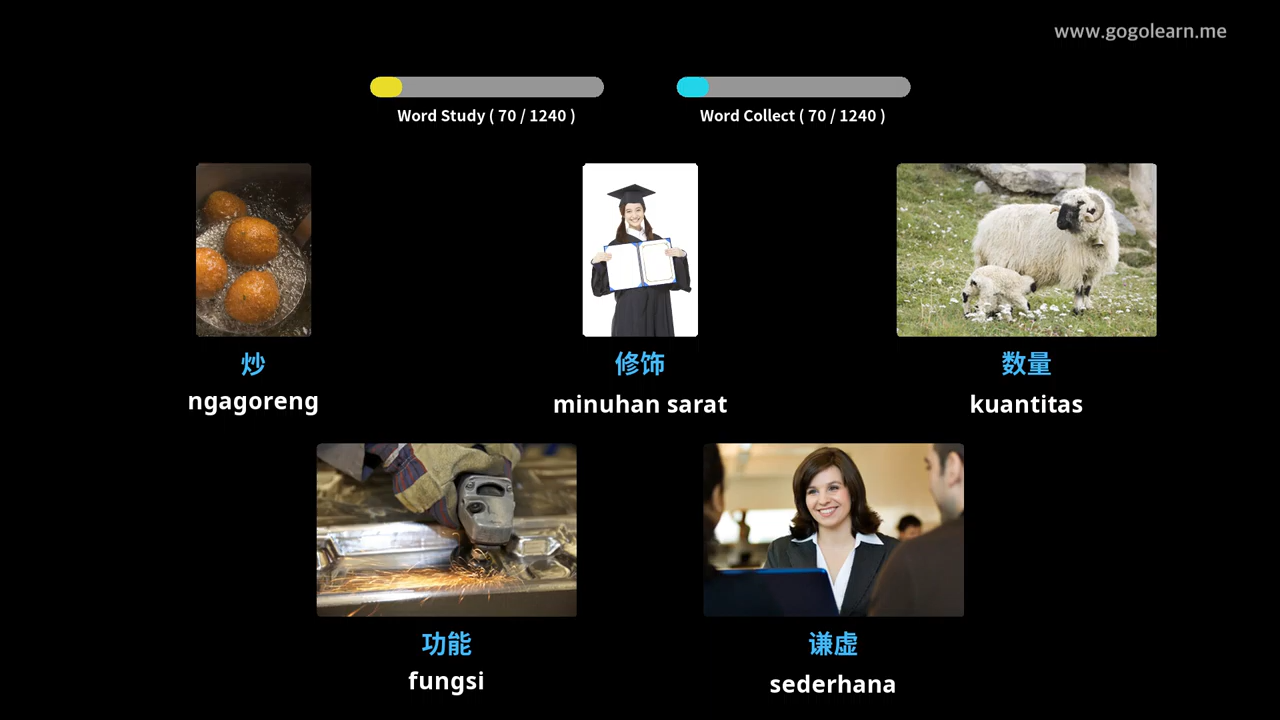 www.gogolearn.me
Word Study ( 70 / 1240 )
Word Collect ( 70 / 1240 )
炒
ngagoreng
修饰
minuhan sarat
数量
kuantitas
功能
fungsi
谦虚
sederhana